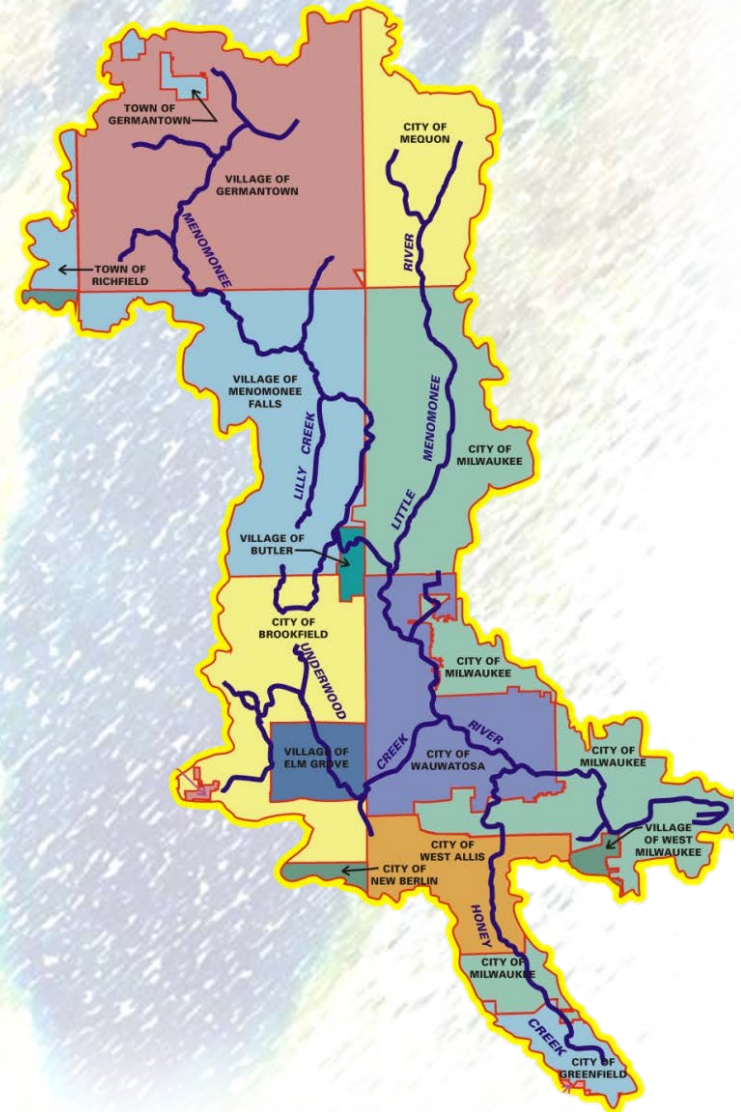 TOWN OF
GERMANTOWN
CITY OF
MEQUON
VILLAGE OF
GERMANTOWN
MENOMONEE
RIVER
TOWN OF
RICHFIELD
VILLAGE OF
MENOMONEE
FALLS
LILLY CREEK
LITTLE MENOMONEE
CITY OF
MILWAUKEE
VILLAGE OF
BUTLER
CITY OF
BROOKFIELD
UNDERWOOD
CITY OF
MILWAUKEE
VILLAGE OF
ELM GROVE
CREEK
RIVER
CITY OF
WAUWATOSA
CITY OF
MILWAUKEE
VILLAGE
OF WEST
MILWAUKEE
CITY OF
WEST ALLIS
CITY OF
NEW BERLIN
HONEY
CITY OF
MILWAUKEE
CREEK
CITY OF
GREENFIELD